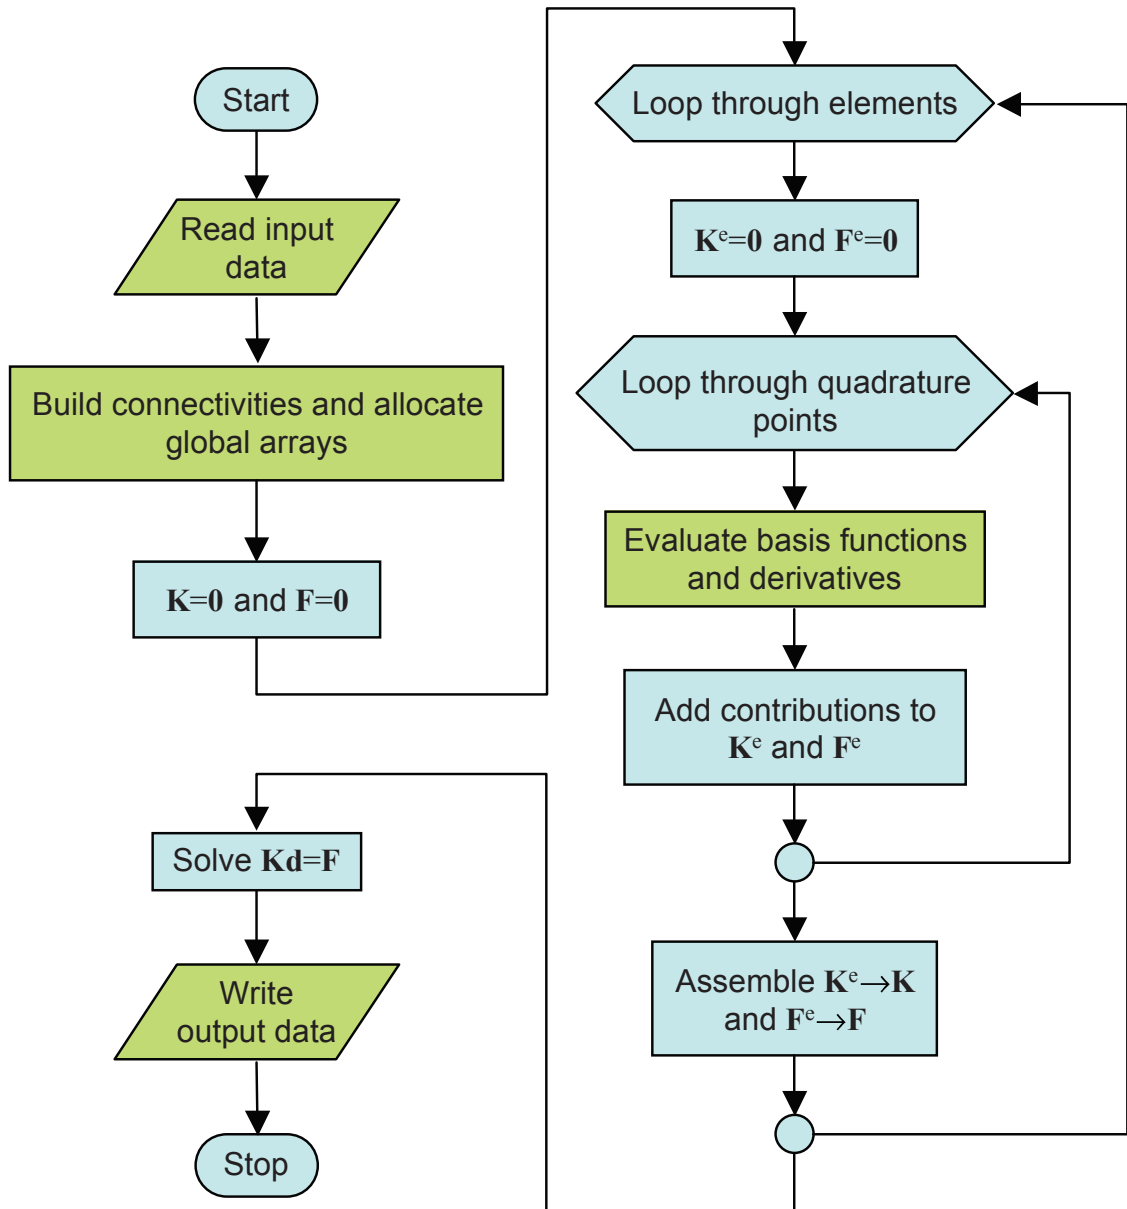 Start
Read input
data
Build connectivities and allocate
global arrays
K=0 and F=0
Loop through elements
Kᵉ=0 and Fᵉ=0
Loop through quadrature
points
Evaluate basis functions
and derivatives
Add contributions to
Kᵉ and Fᵉ
Assemble Kᵉ→K
and Fᵉ→F
Solve Kd=F
Write
output data
Stop